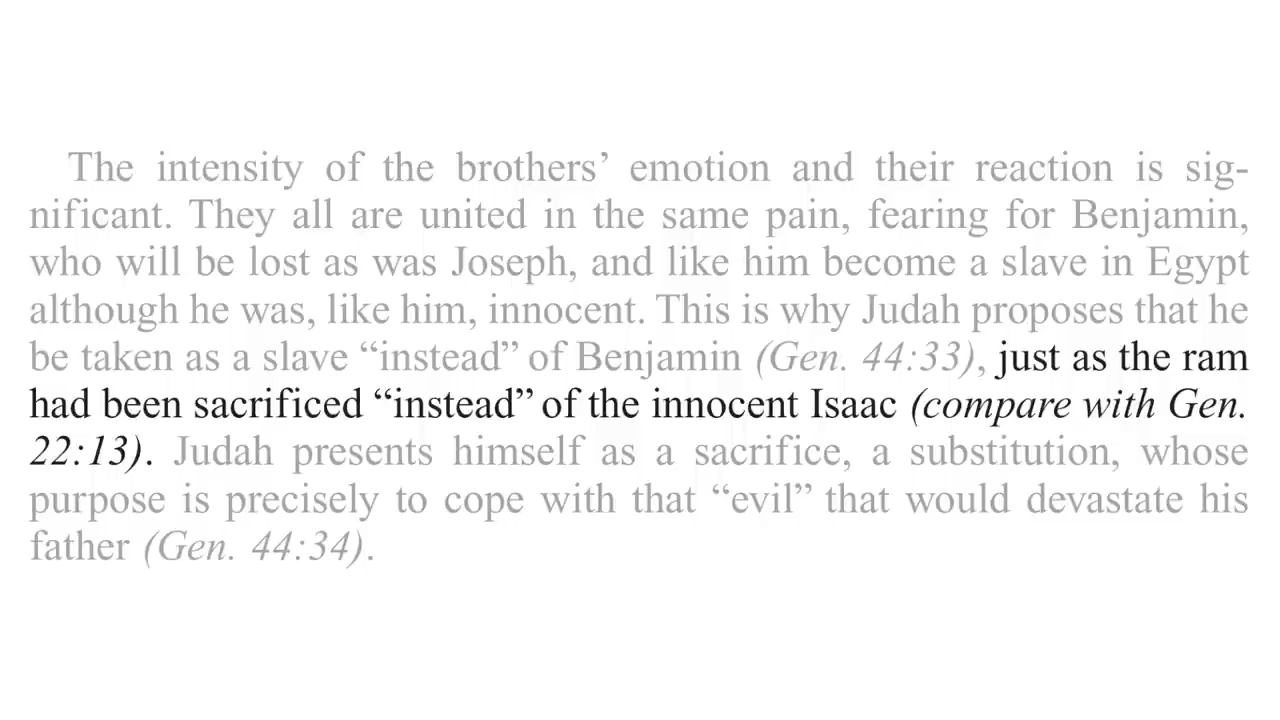 The intensity of the brothers’ emotion and their reaction is sig-
nificant. They all are united in the same pain, fearing for Benjamin,
who will be lost as was Joseph, and like him become a slave in Egypt
although he was, like him, innocent. This is why Judah proposes that he
be taken as a slave “instead” of Benjamin (Gen. 44:33), just as the ram
had been sacrificed “instead” of the innocent Isaac (compare with Gen.
22:13). Judah presents himself as a sacrifice, a substitution, whose
purpose is precisely to cope with that “evil” that would devastate his
father (Gen. 44:34).